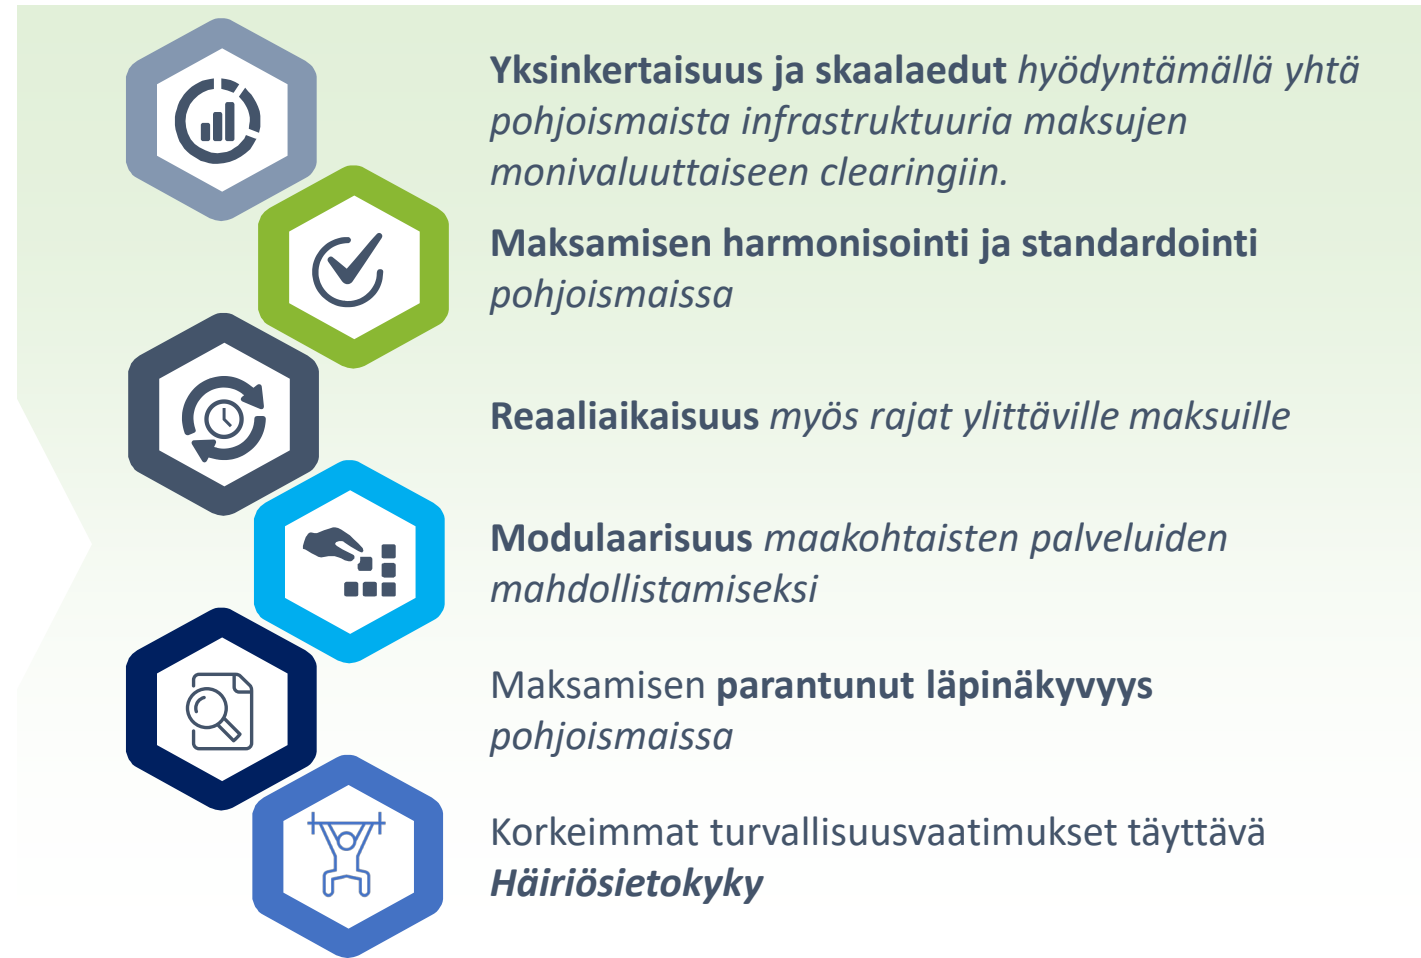 Yksinkertaisuus ja skaalaedut hyödyntämällä yhtä
pohjoismaista infrastruktuuria maksujen
monivaluuttaiseen clearingiin.
Maksamisen harmonisointi ja standardointi
pohjoismaissa
Reaaliaikaisuus myös rajat ylittäville maksuille
Modulaarisuus maakohtaisten palveluiden
mahdollistamiseksi
Maksamisen parantunut läpinäkyvyys
pohjoismaissa
Korkeimmat turvallisuusvaatimukset täyttävä
Häiriösietokyky